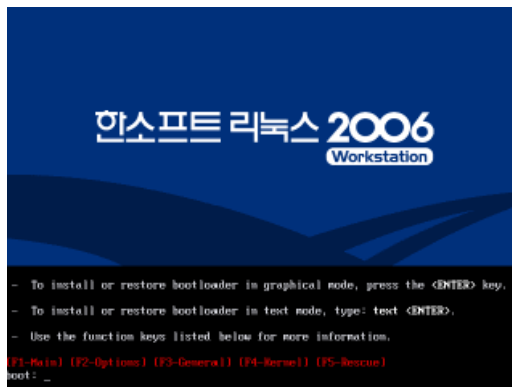 한소프트 리눅스 2006
Workstation
- To install or restore bootloader in graphical mode, press the <ENTER> key.
- To install or restore bootloader in text mode, type: text <ENTER>.
- Use the function keys listed below for more information.
[F1-Main] [F2-Options] [F3-General] [F4-Kernel] [F5-Rescue]
boot: _